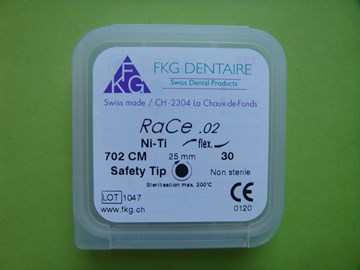 FKG
FKG DENTAIRE
Swiss Dental Products
Swiss made / CH-2304 La Chaux-de-Fonds
RaCe .02
Ni-Ti flex.
702 CM 25 mm 30
Safety Tip Non sterile
Sterilisation max. 200°C
LOT 1047 CE
www.fkg.ch 0120